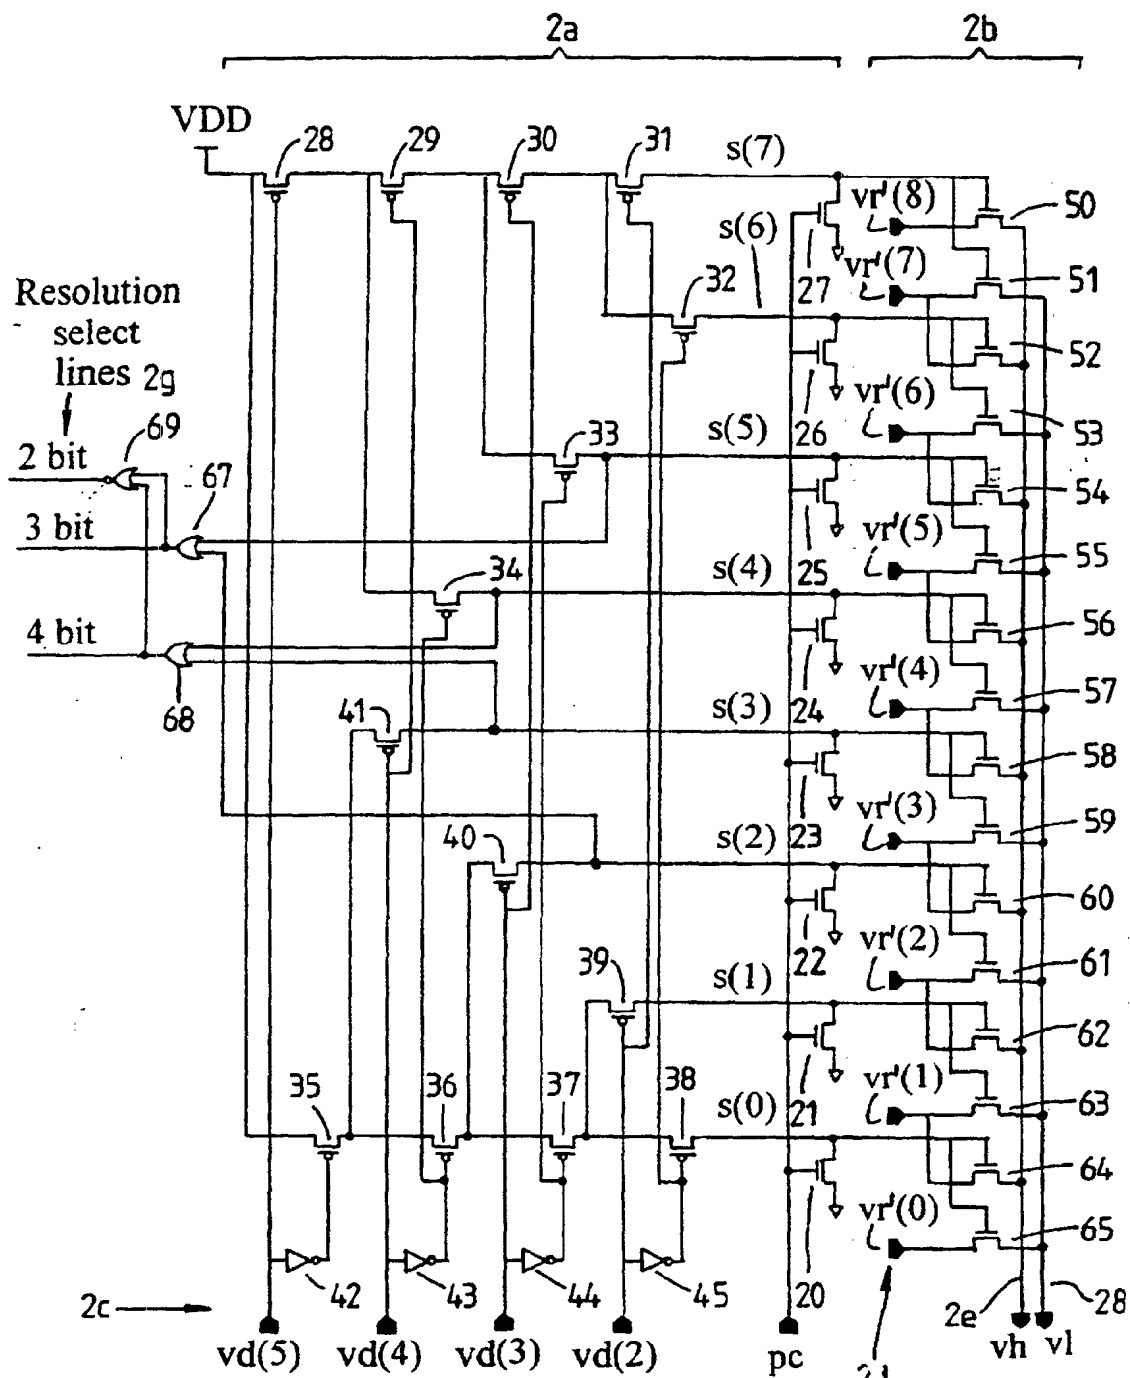 2a 2b
VDD 28 29 30 31 s(7)
vr'(8) 50
s(6)
vr'(7) 51
Resolution
select
lines 2g
32 27
52
69 33 s(5) 26 vr'(6) 53
2 bit 67 54
3 bit 34 s(4) 25 vr'(5) 55
4 bit 56
68 41 s(3) 24 vr'(4) 57
58
40 s(2) 23 vr'(3) 59
60
39 s(1) 22 vr'(2) 61
62
35 36 37 38 s(0) 21 vr'(1) 63
64
vr'(0) 65
42 43 44 45 20
2c 2e 28
vd(5) vd(4) vd(3) vd(2) pc vh vl